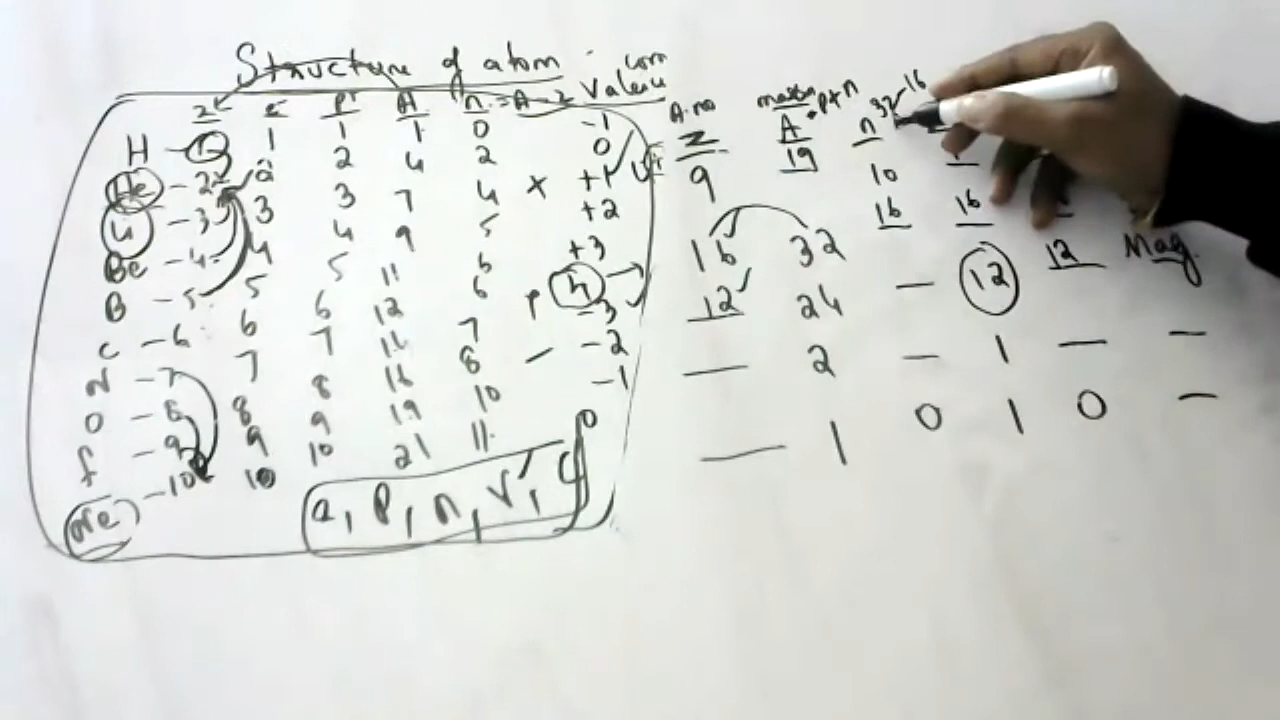 Structure of atom
Z e⁻ p⁺ A n = A-Z Valence
H - 1 1 1 1 0 -1
He - 2 2 2 4 2 0
Li - 3 3 3 7 4 × +1
Be - 4 4 4 9 5 +2
B - 5 5 5 11 6 +3
C - 6 6 6 12 6 4
N - 7 7 7 14 7 -3
O - 8 8 8 16 8 -2
F - 9 9 9 19 10 -1
Ne - 10 10 10 21 11 0
a, P, n, V,
A.no mass p+n
Z A n 32-16
9 19 10
16 32 16 16
12 24 — 12 12 Mag
— 2 — 1 — —
— 1 0 1 0 —